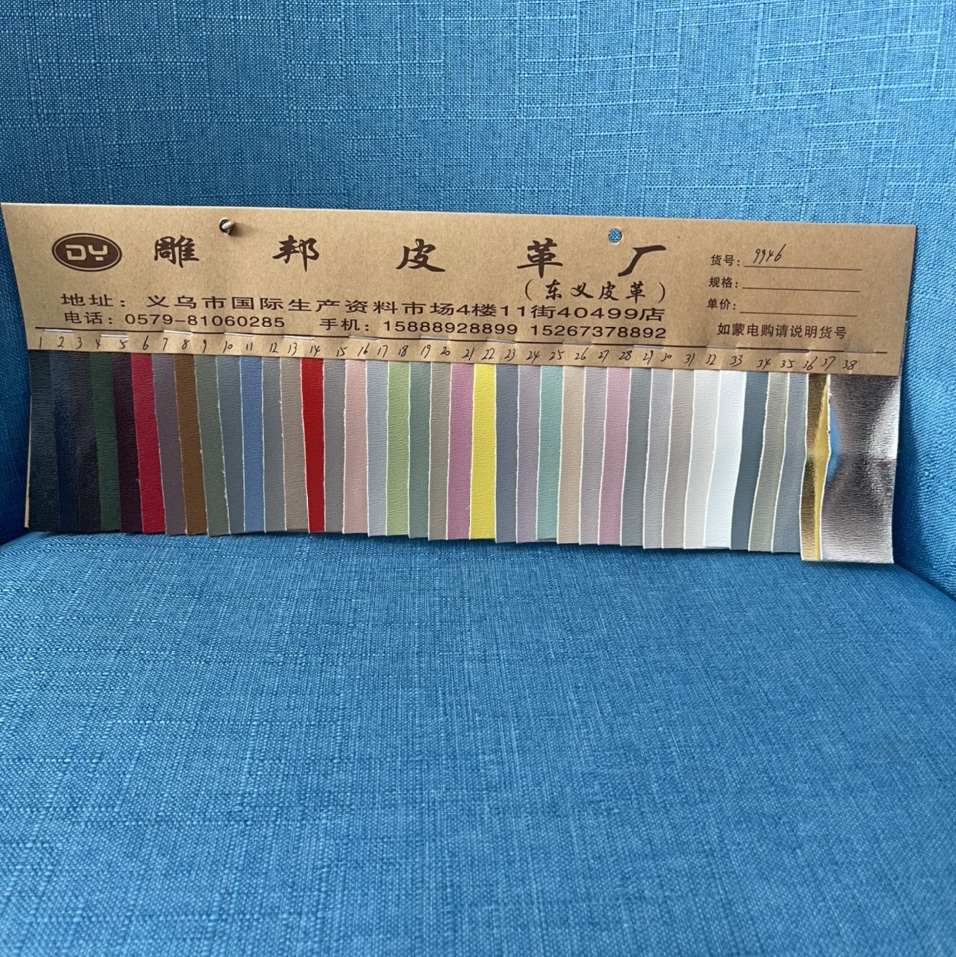 DY 雕邦皮革厂
(东义皮革)
地址：义乌市国际生产资料市场4楼11街40499店
电话：0579-81060285 手机：15888928899 15267378892
货号：9946
规格：
单价：
如蒙电购请说明货号
1 2 3 4 5 6 7 8 9 10 11 12 13 14 15 16 17 18 19 20 21 22 23 24 25 26 27 28 29 30 31 32 33 34 35 36 37 38